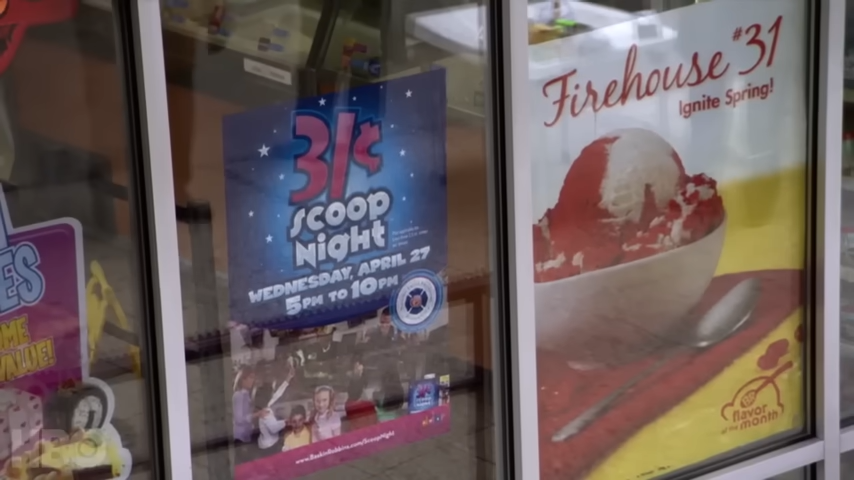 31¢
Scoop
Night
WEDNESDAY, APRIL 27
5PM TO 10PM
www.BaskinRobbins.com/ScoopNight
Firehouse #31
Ignite Spring!
flavor
of the month
ES
ME
VALUE!
HBO